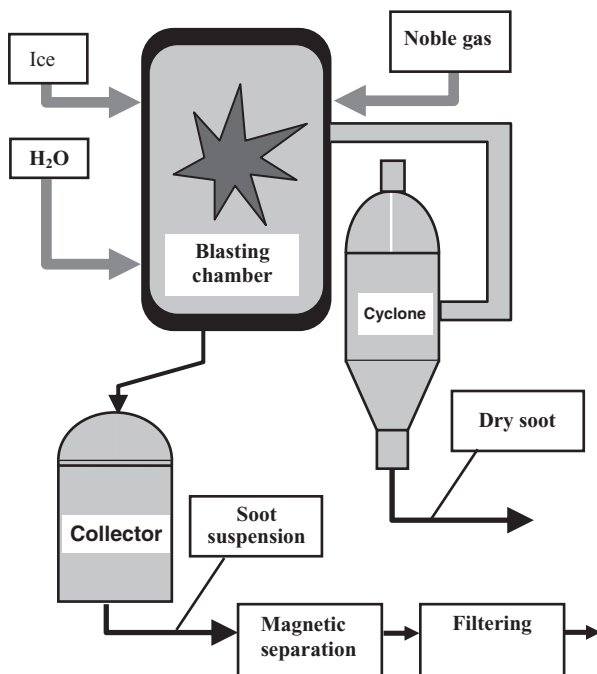 Ice
Noble gas
H₂O
Blasting
chamber
Cyclone
Dry soot
Collector
Soot
suspension
Magnetic
separation
Filtering